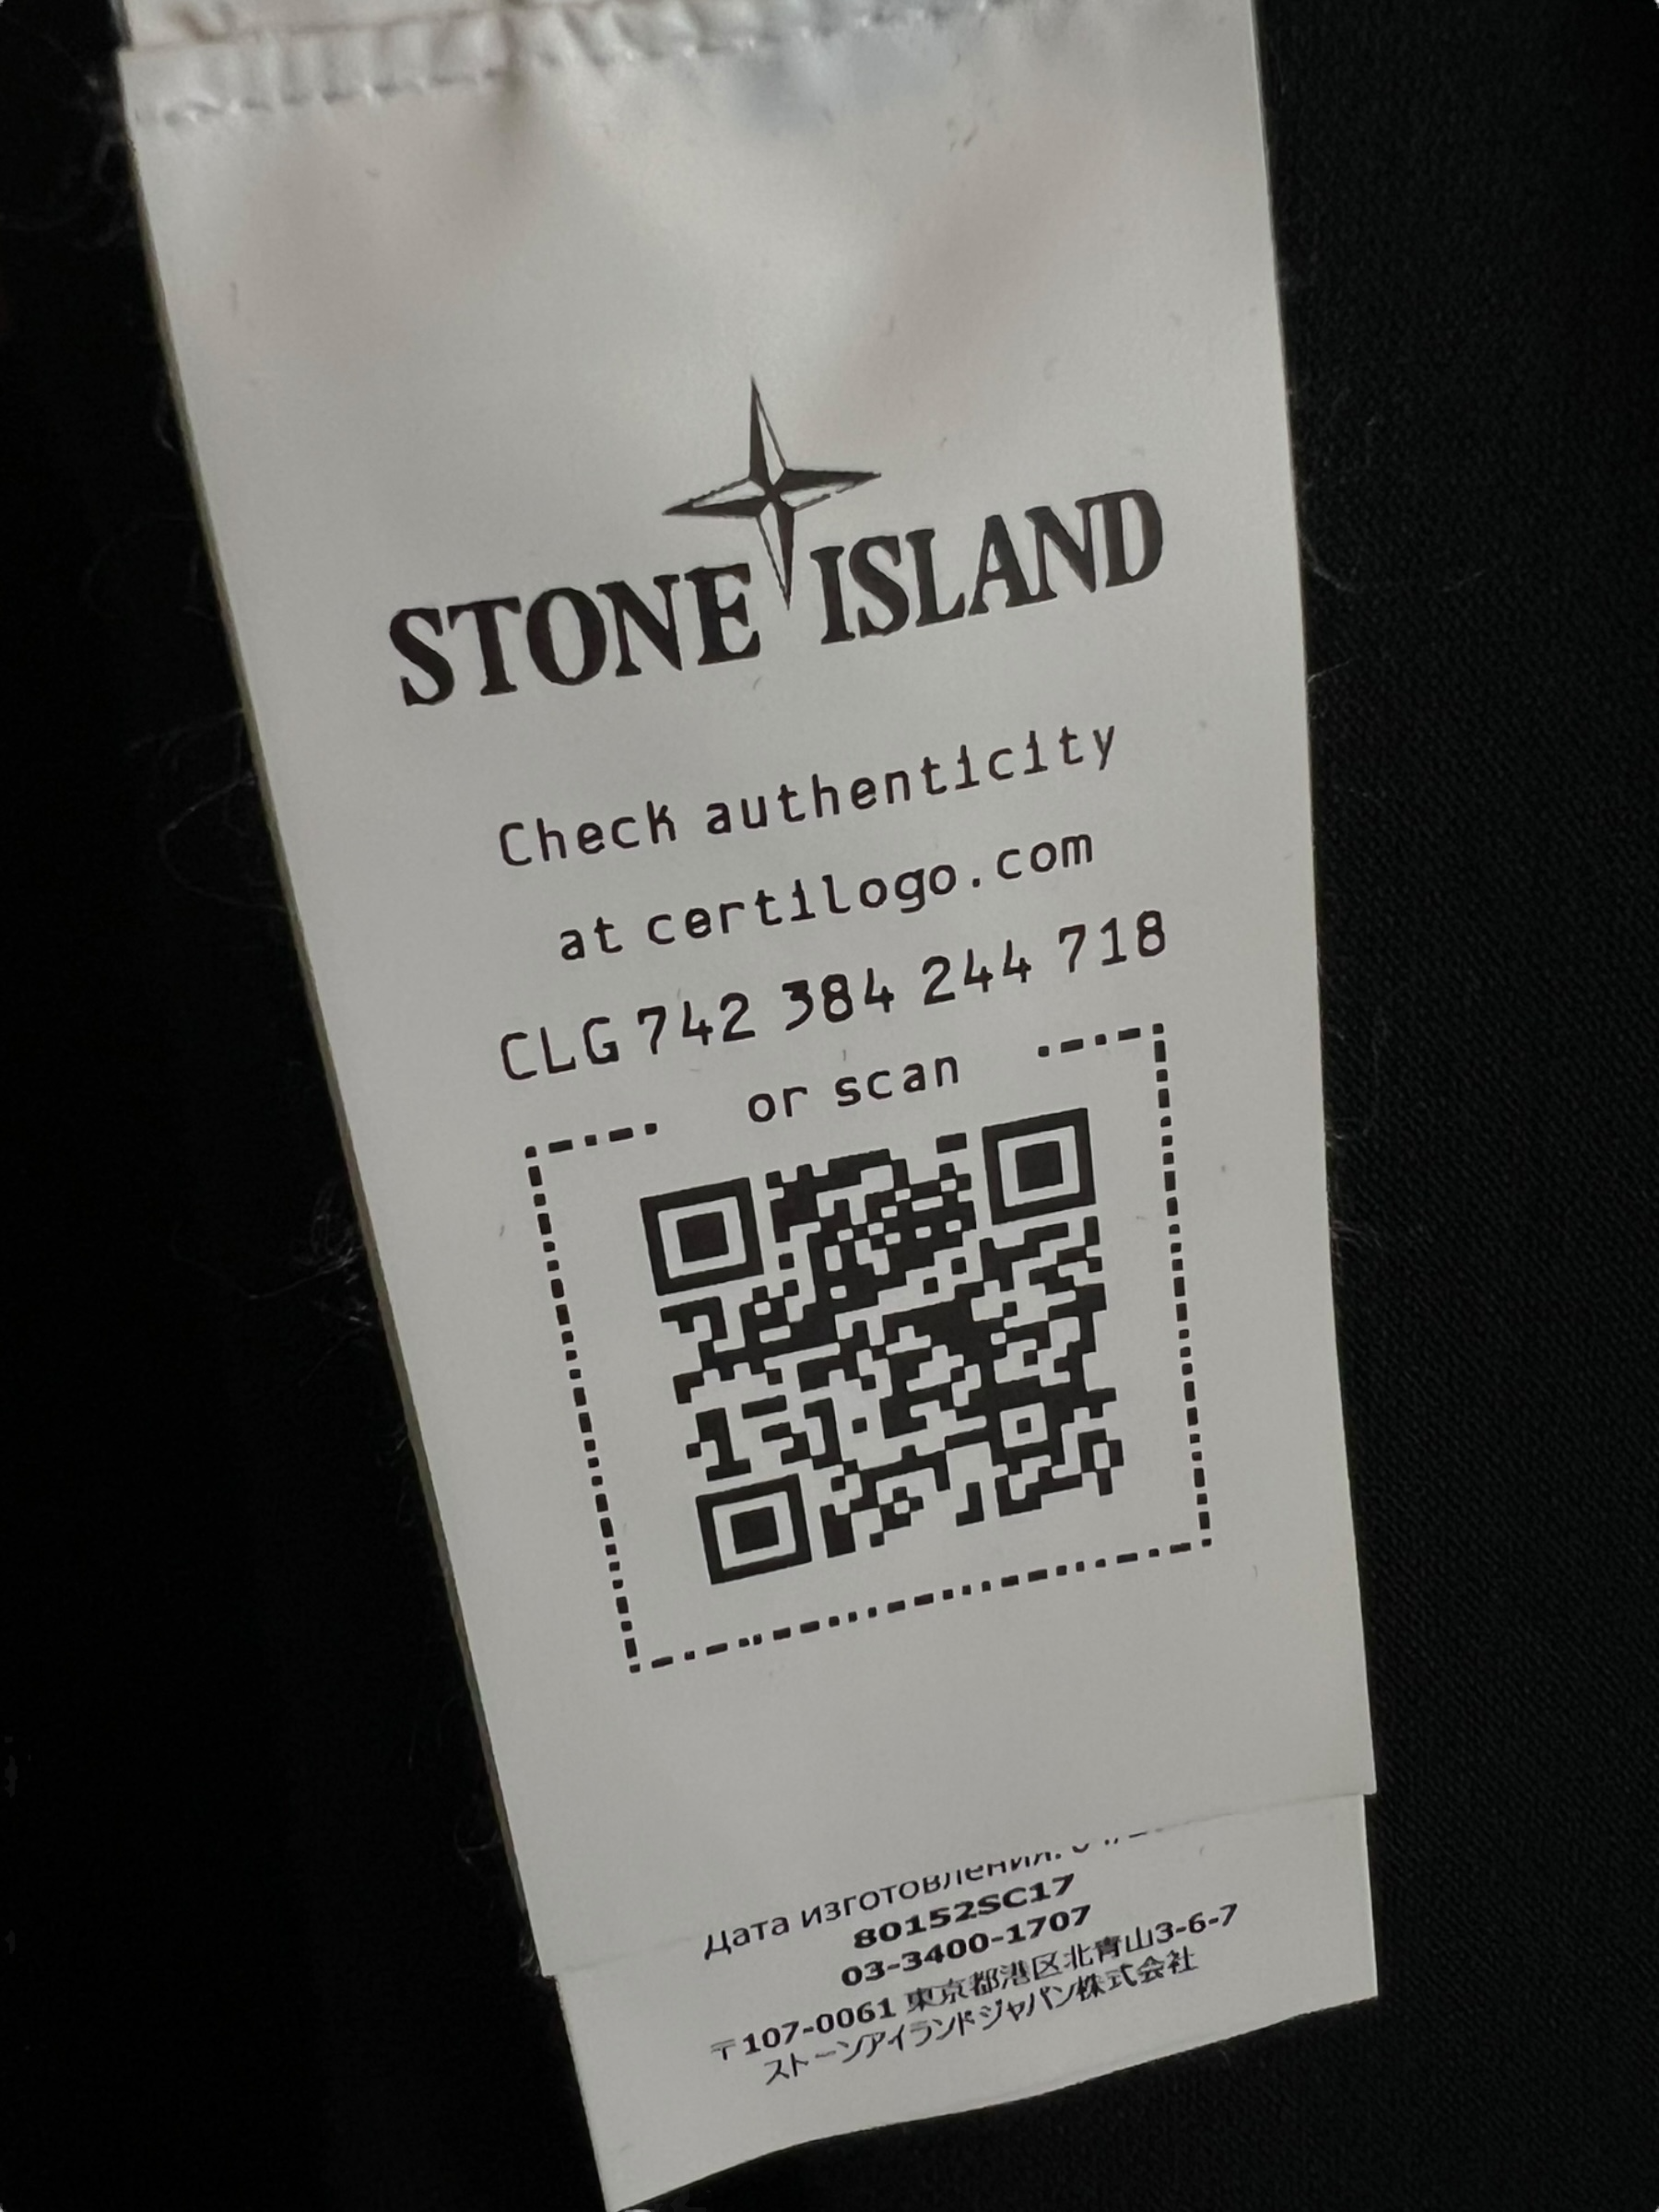 STONE ISLAND
Check authenticity
at certilogo.com
CLG 742 384 244 718
or scan
Дата изготовления:
80152SC17
03-3400-1707
〒107-0061 東京都港区北青山3-6-7
ストーンアイランドジャパン株式会社